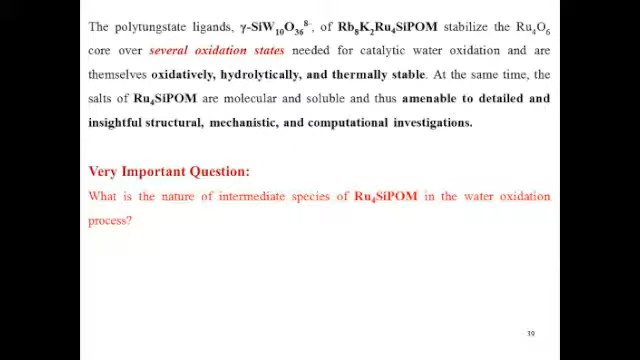 The polytungstate ligands, γ-SiW₁₀O₃₆⁸⁻, of Rb₈K₂Ru₄SiPOM stabilize the Ru₄O₆
core over several oxidation states needed for catalytic water oxidation and are
themselves oxidatively, hydrolytically, and thermally stable. At the same time, the
salts of Ru₄SiPOM are molecular and soluble and thus amenable to detailed and
insightful structural, mechanistic, and computational investigations.
Very Important Question:
What is the nature of intermediate species of Ru₄SiPOM in the water oxidation
process?
39